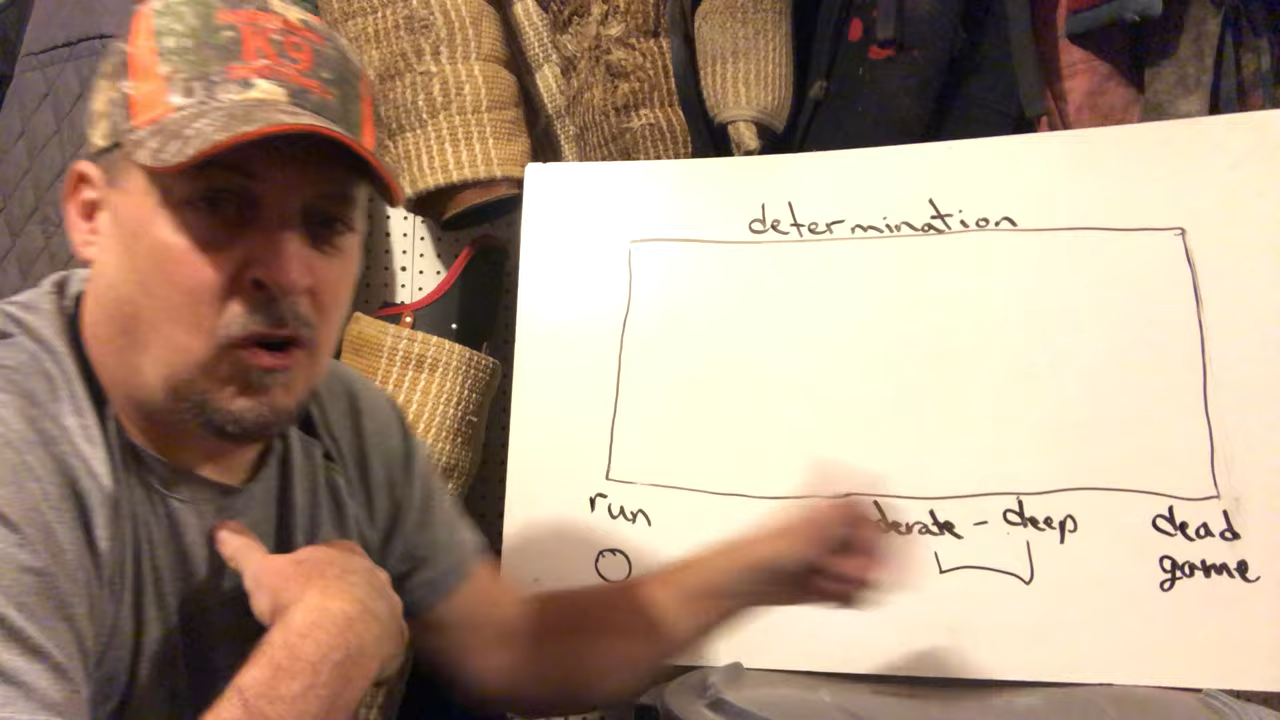 K9
determination
run
derate - deep
dead
game